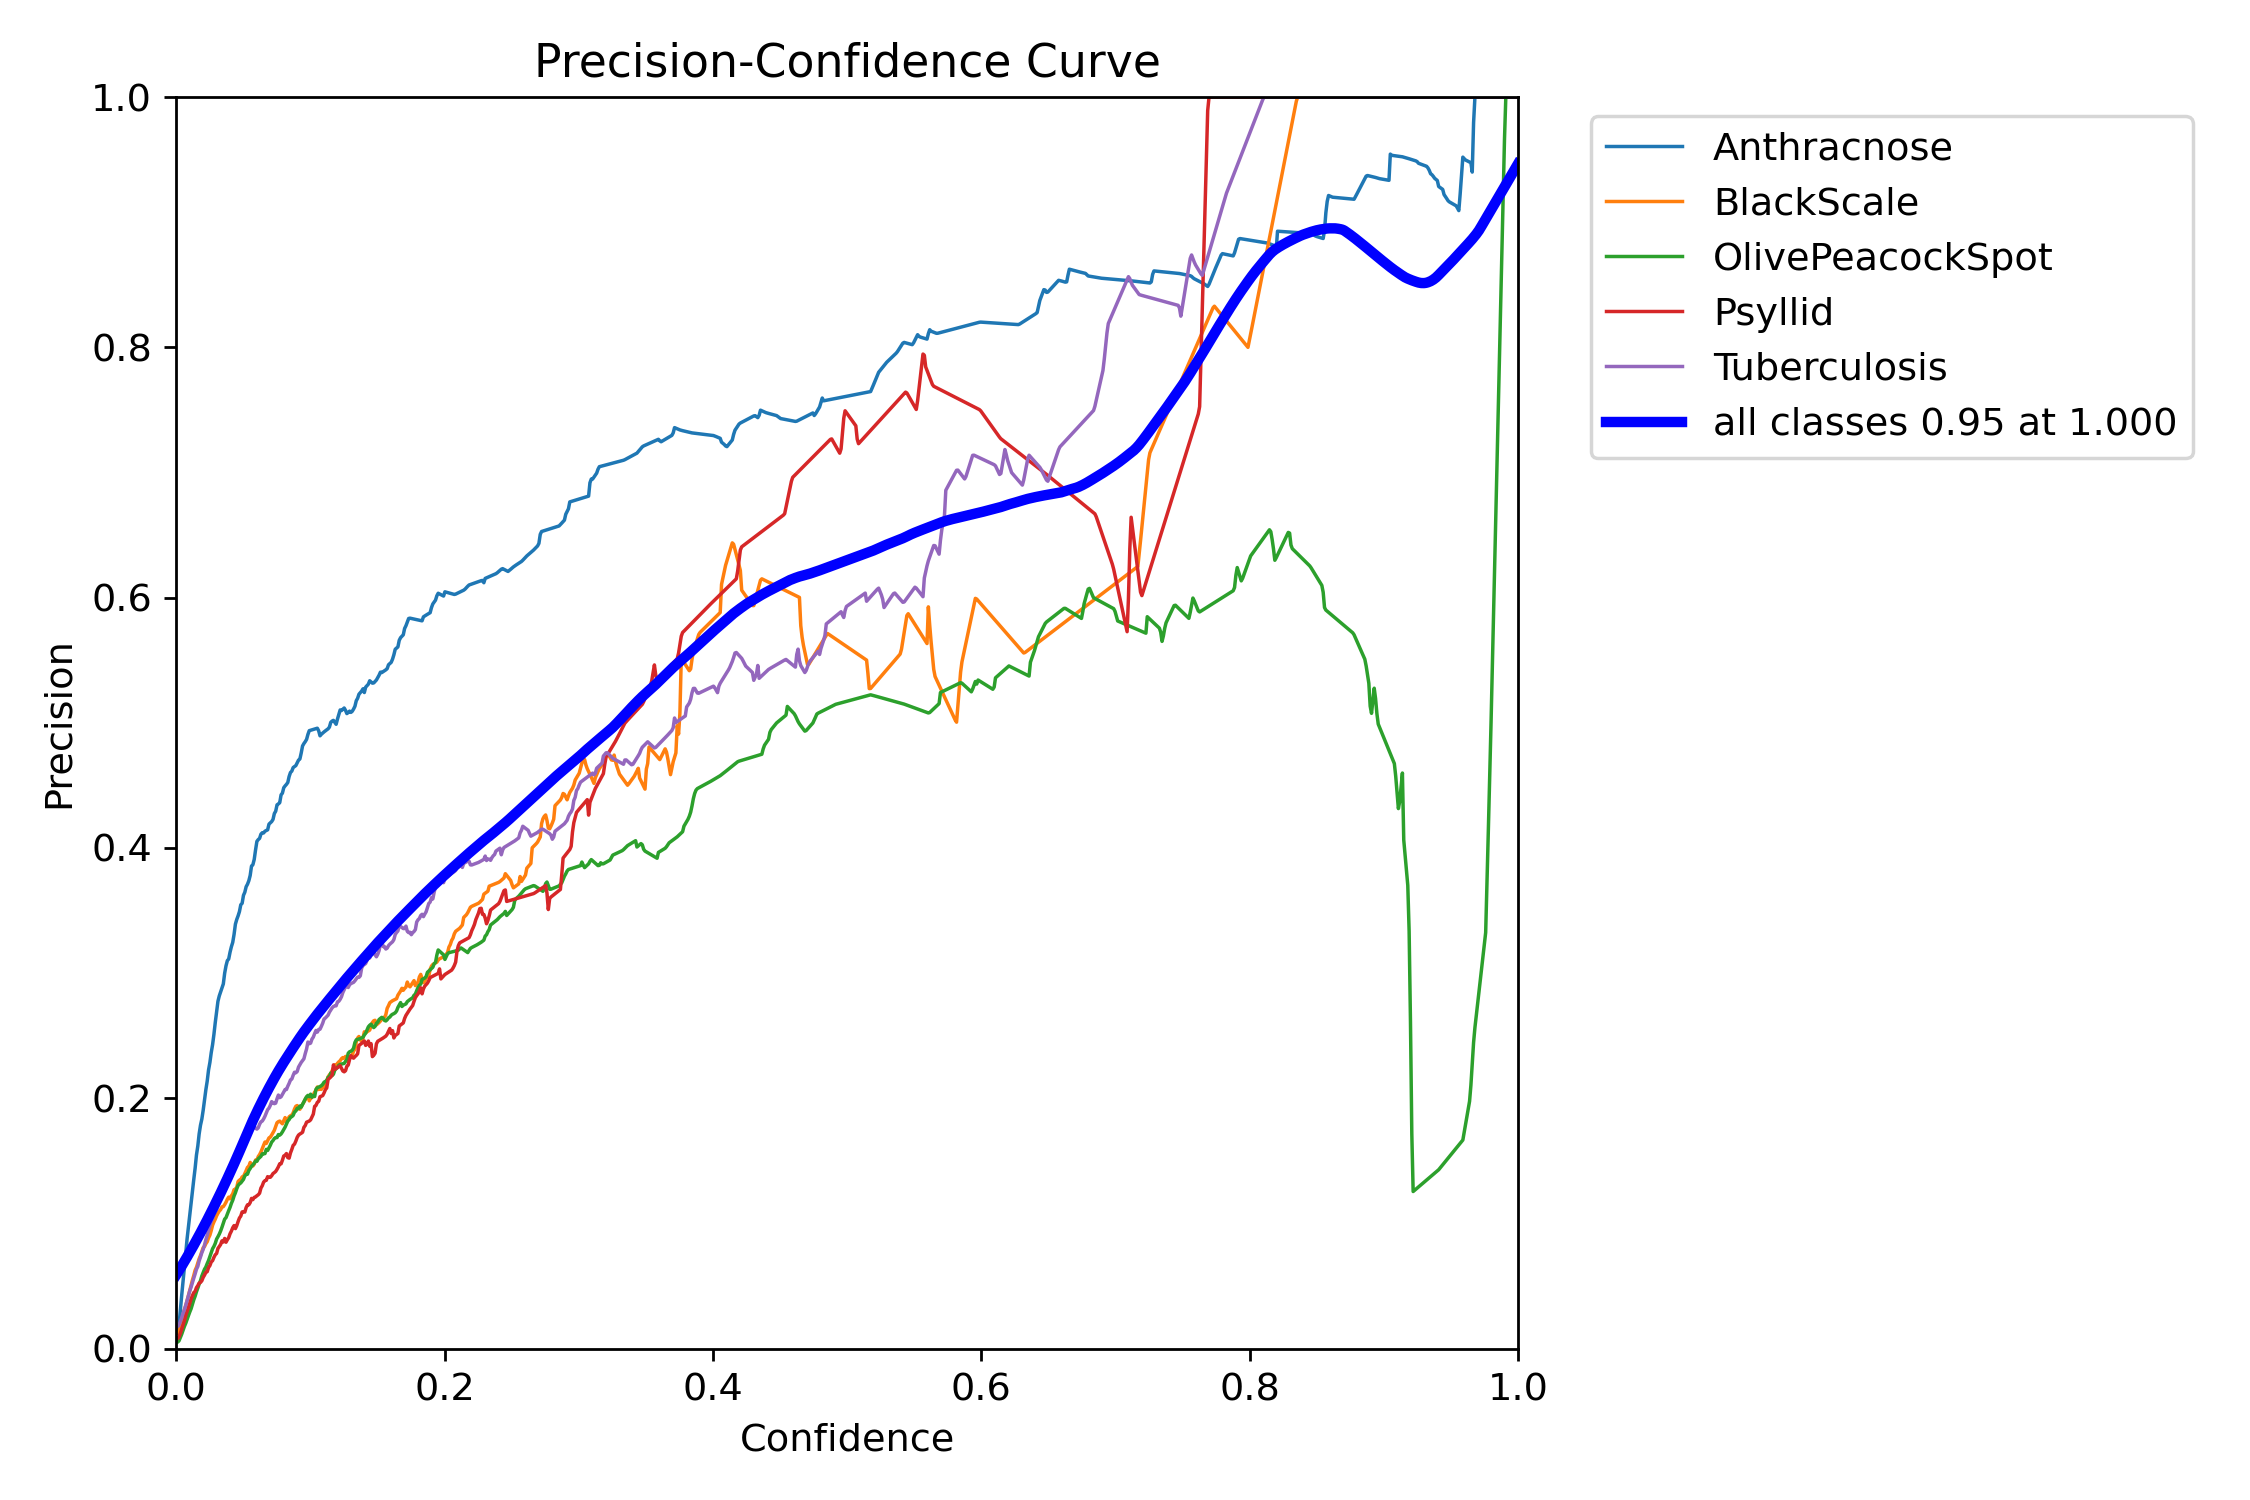 Precision-Confidence Curve
1.0
0.8
0.6
0.4
0.2
0.0
Precision
0.0 0.2 0.4 0.6 0.8 1.0
Confidence
Anthracnose
BlackScale
OlivePeacockSpot
Psyllid
Tuberculosis
all classes 0.95 at 1.000